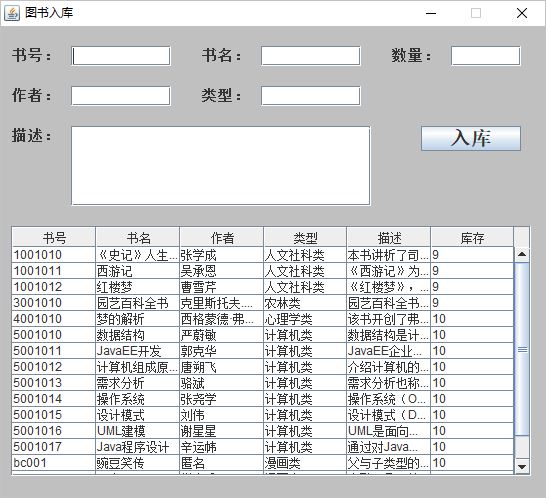 图书入库
书号： 书名： 数量：
作者： 类型：
描述： 入库
书号 书名 作者 类型 描述 库存
1001010 《史记》人生... 张学成 人文社科类 本书讲析了司... 9
1001011 西游记 吴承恩 人文社科类 《西游记》为... 9
1001012 红楼梦 曹雪芹 人文社科类 《红楼梦》，... 9
3001010 园艺百科全书 克里斯托夫.... 农林类 园艺百科全书... 9
4001010 梦的解析 西格蒙德·弗... 心理学类 该书开创了弗... 10
5001010 数据结构 严蔚敏 计算机类 数据结构是计... 10
5001011 JavaEE开发 郭克华 计算机类 JavaEE企业... 10
5001012 计算机组成原... 唐朔飞 计算机类 介绍计算机的... 10
5001013 需求分析 骆斌 计算机类 需求分析也称... 10
5001014 操作系统 张尧学 计算机类 操作系统（O... 10
5001015 设计模式 刘伟 计算机类 设计模式（D... 10
5001016 UML建模 谢星星 计算机类 UML是面向... 10
5001017 Java程序设计 辛运帏 计算机类 通过对Java... 10
bc001 豌豆笑传 匿名 漫画类 父与子类型的... 10